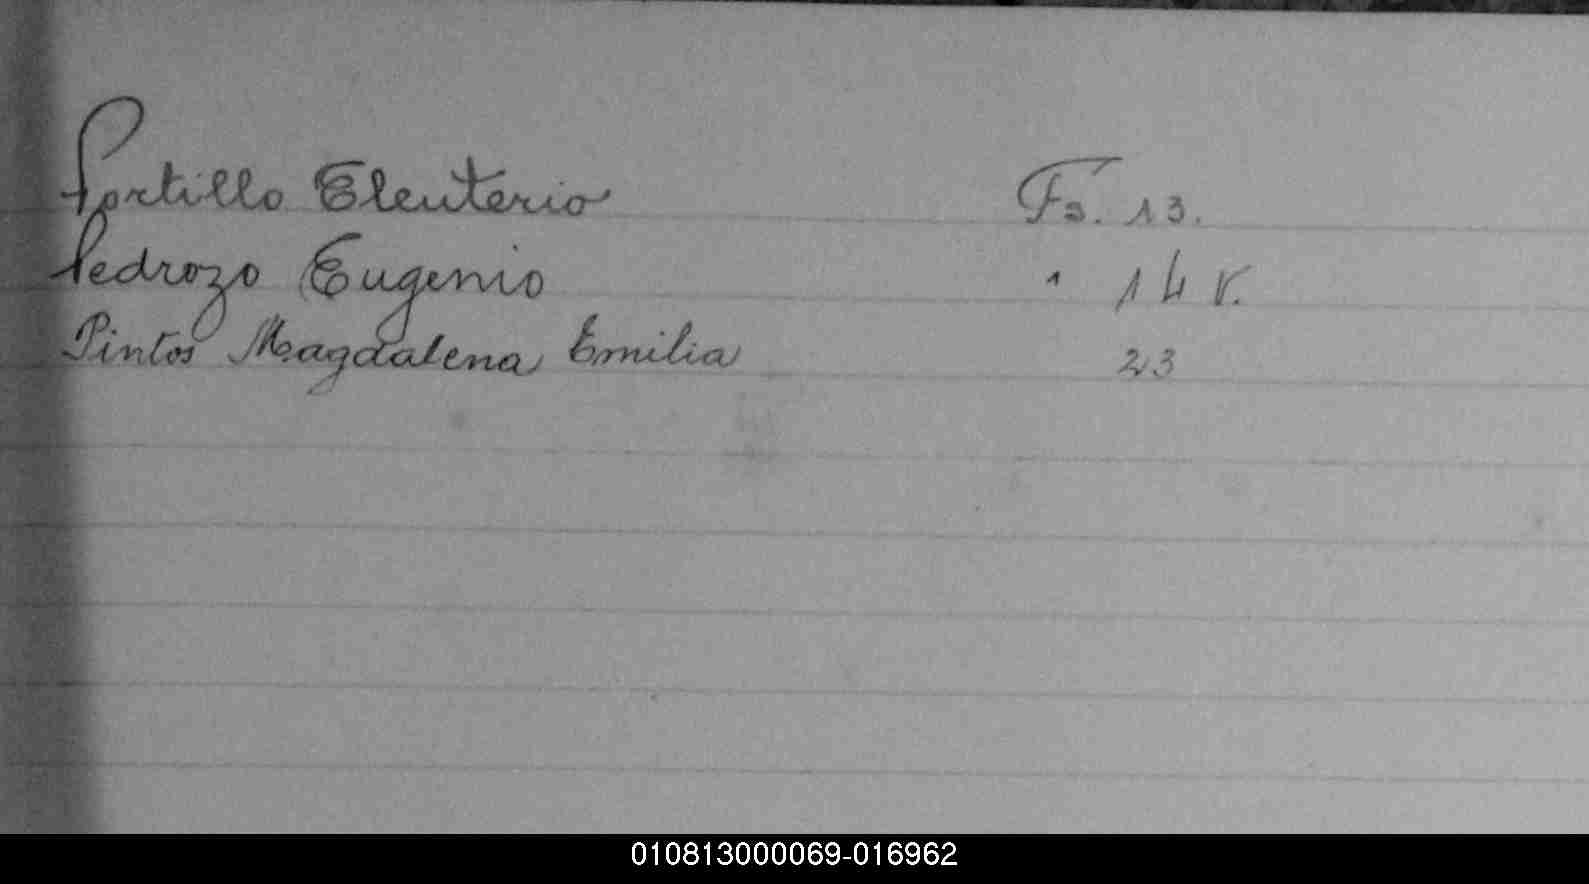 Portillo Eleuterio Fs. 13.
Pedrozo Eugenio " 14 v.
Pintos Magdalena Emilia 23
010813000069-016962